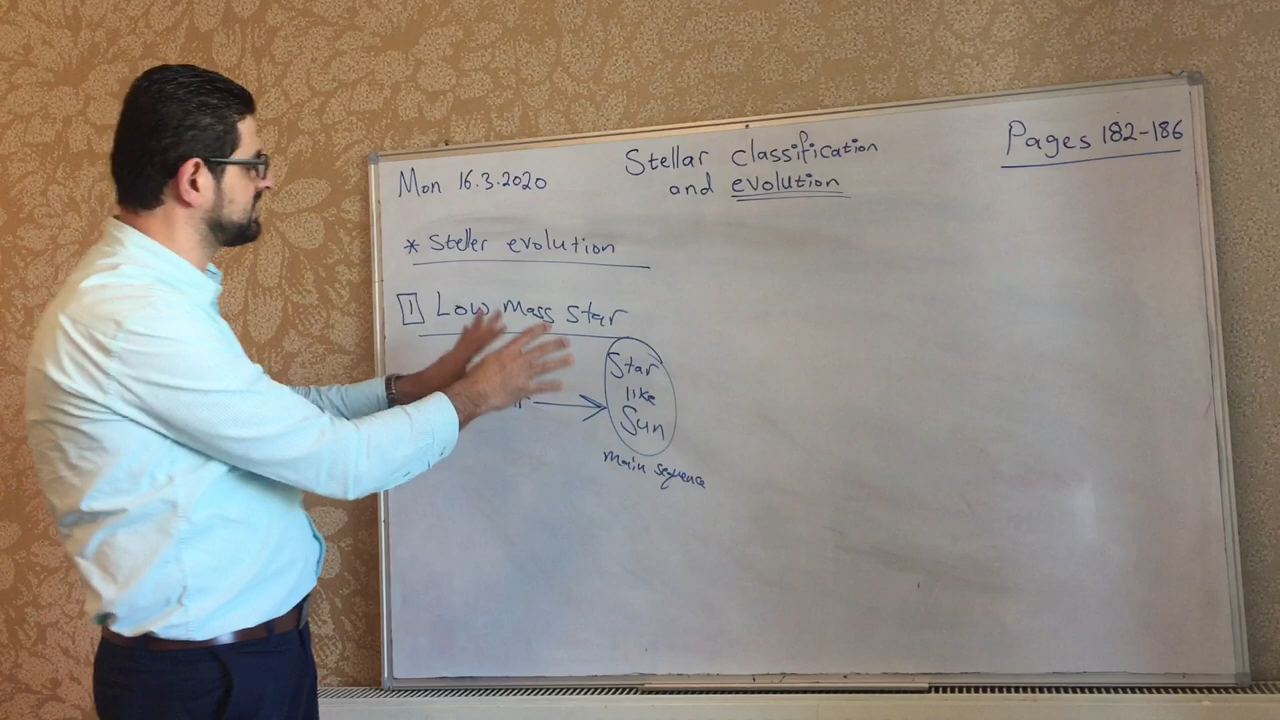 Mon 16.3.2020
Stellar classification
and evolution
Pages 182-186
* Steller evolution
1 Low mass star
Star
like
Sun
main sequence